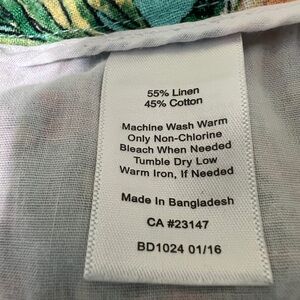 55% Linen
45% Cotton
Machine Wash Warm
Only Non-Chlorine
Bleach When Needed
Tumble Dry Low
Warm Iron, If Needed
Made In Bangladesh
CA #23147
BD1024 01/16